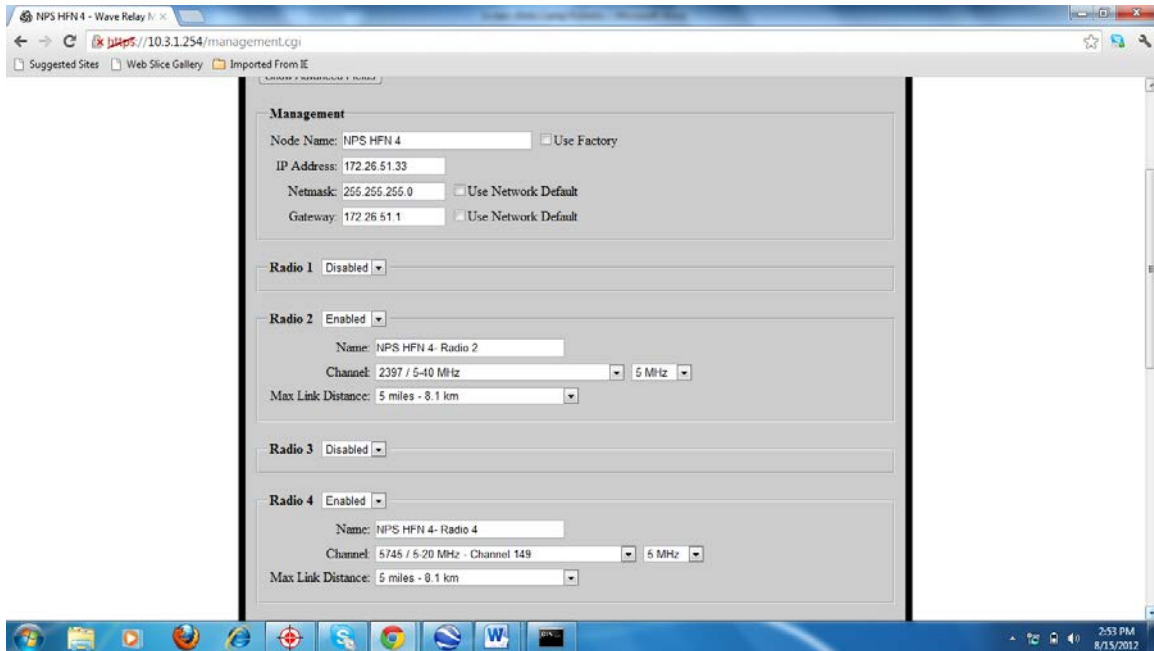 NPS HFN 4 - Wave Relay M
https://10.3.1.254/management.cgi
Suggested Sites Web Slice Gallery Imported From IE
Show Advanced Fields
Management
Node Name: NPS HFN 4 Use Factory
IP Address: 172.26.51.33
Netmask: 255.255.255.0 Use Network Default
Gateway: 172.26.51.1 Use Network Default
Radio 1 Disabled
Radio 2 Enabled
Name: NPS HFN 4- Radio 2
Channel: 2397 / 5-40 MHz 5 MHz
Max Link Distance: 5 miles - 8.1 km
Radio 3 Disabled
Radio 4 Enabled
Name: NPS HFN 4- Radio 4
Channel: 5745 / 5-20 MHz - Channel 149 5 MHz
Max Link Distance: 5 miles - 8.1 km
2:53 PM
8/15/2012